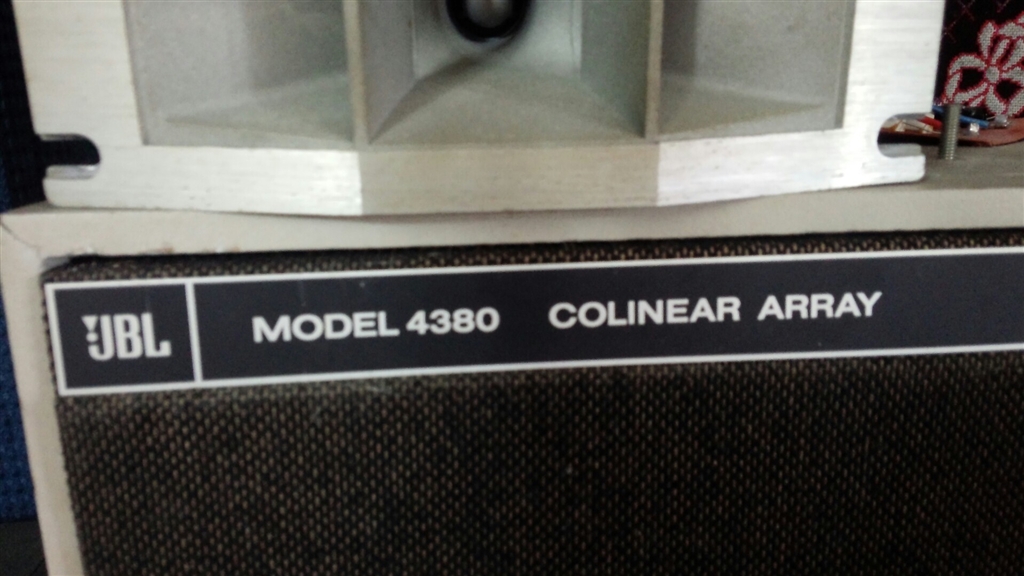 JBL MODEL 4380 COLINEAR ARRAY